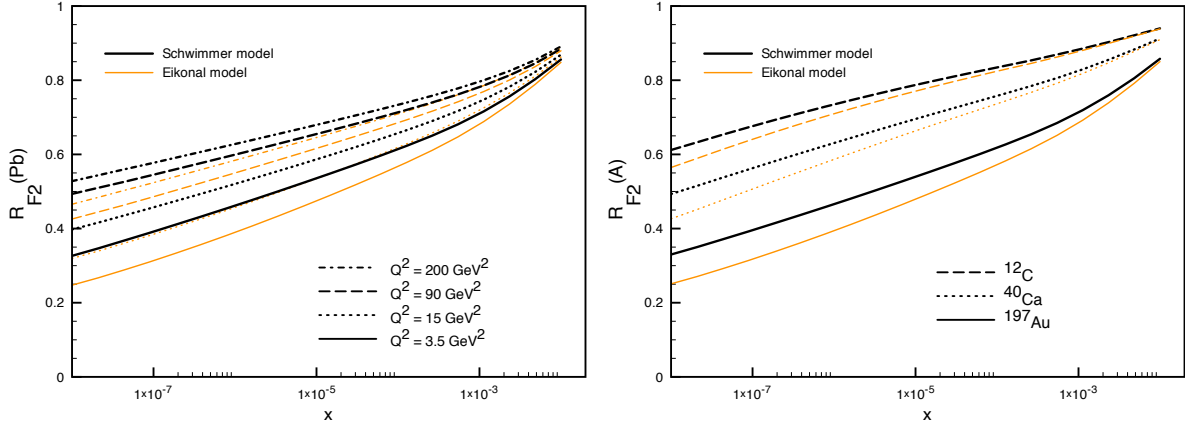 1
0.8
0.6
0.4
0.2
0
R F2 (Pb)
Schwimmer model
Eikonal model
Q² = 200 GeV²
Q² = 90 GeV²
Q² = 15 GeV²
Q² = 3.5 GeV²
1×10⁻⁷
1×10⁻⁵
1×10⁻³
x
1
0.8
0.6
0.4
0.2
0
R F2 (A)
Schwimmer model
Eikonal model
¹²C
⁴⁰Ca
¹⁹⁷Au
1×10⁻⁷
1×10⁻⁵
1×10⁻³
x